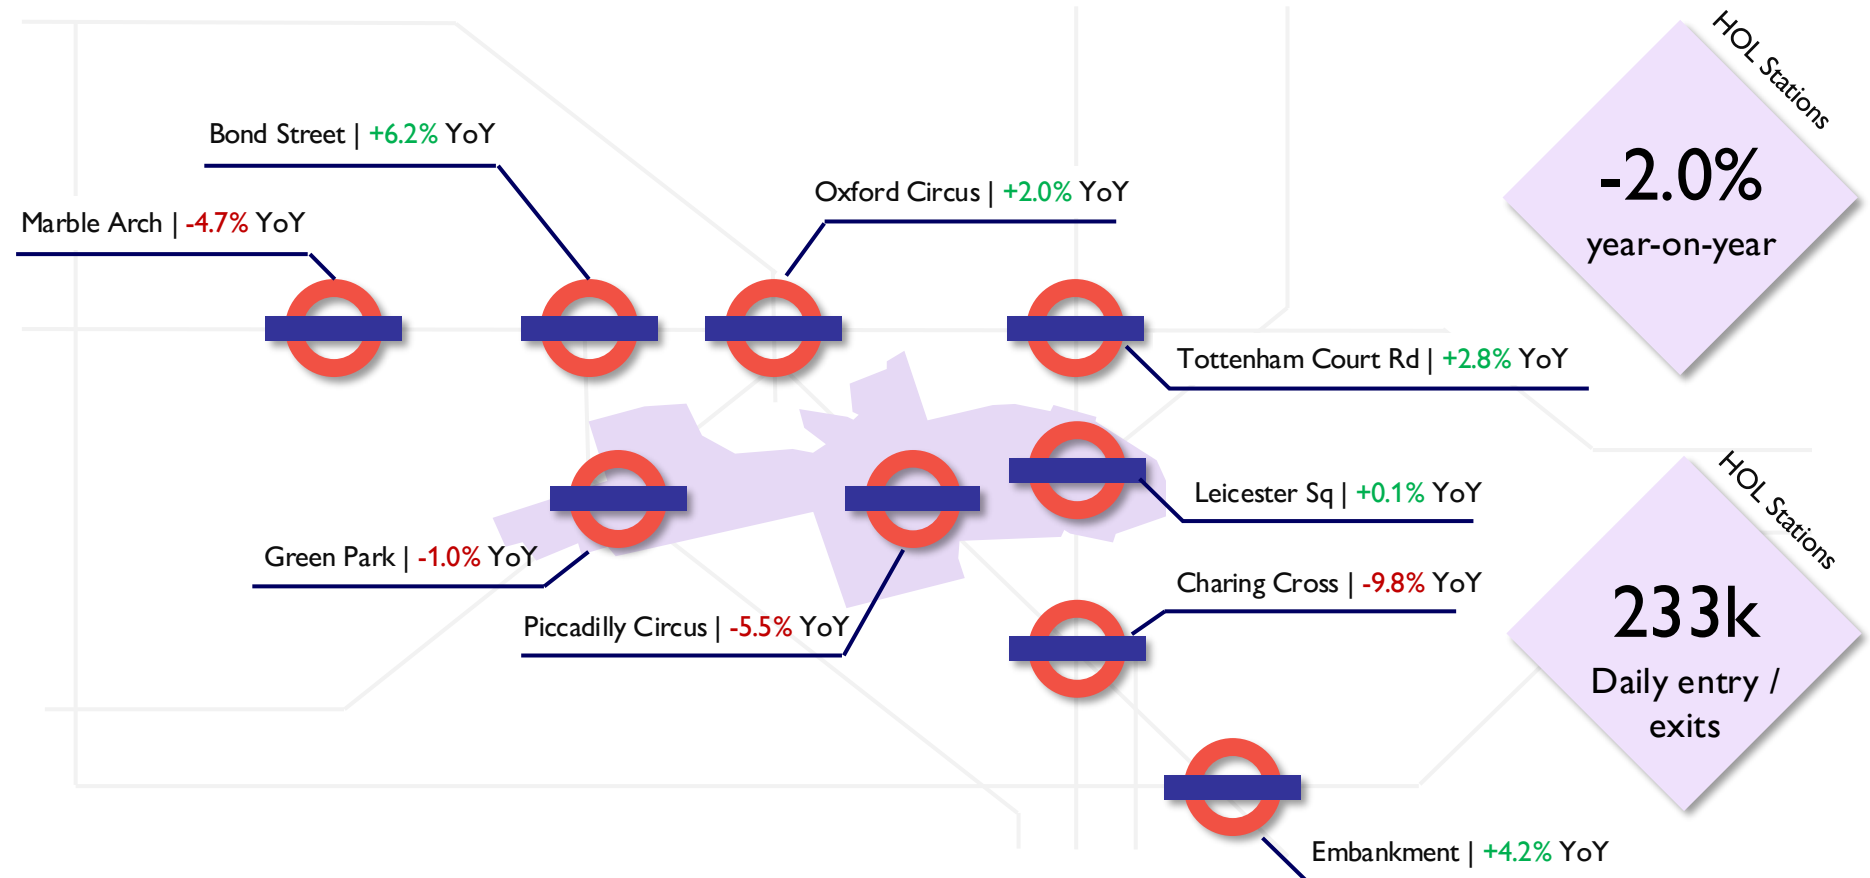 HOL Stations
-2.0%
year-on-year
Bond Street | +6.2% YoY
Oxford Circus | +2.0% YoY
Marble Arch | -4.7% YoY
Tottenham Court Rd | +2.8% YoY
HOL Stations
Leicester Sq | +0.1% YoY
Green Park | -1.0% YoY
Charing Cross | -9.8% YoY
233k
Daily entry /
exits
Piccadilly Circus | -5.5% YoY
Embankment | +4.2% YoY